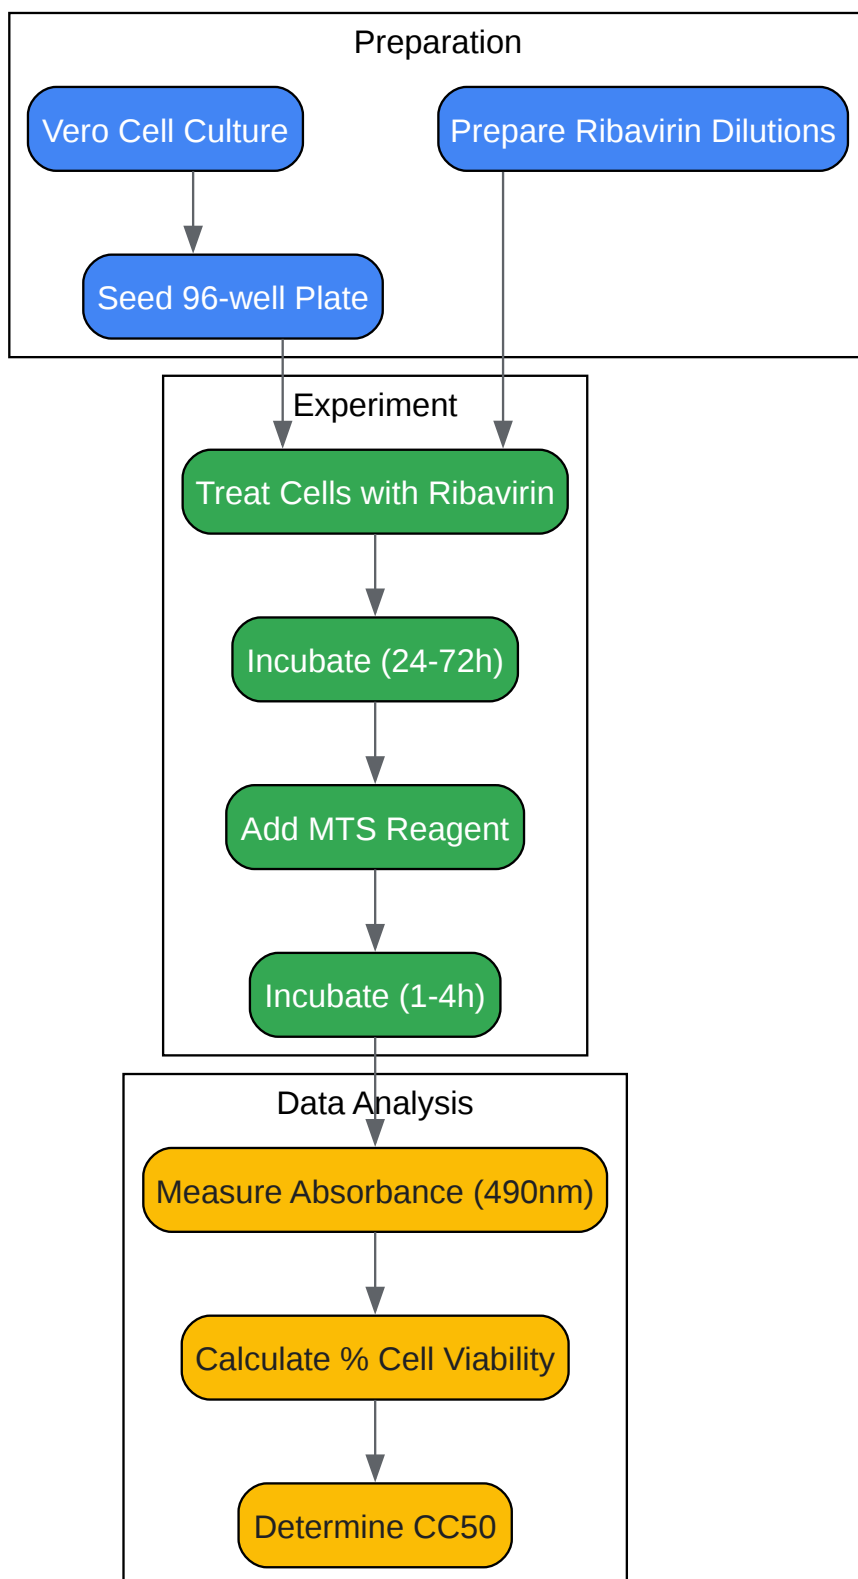 Preparation
Vero Cell Culture
Prepare Ribavirin Dilutions
Seed 96-well Plate
Experiment
Treat Cells with Ribavirin
Incubate (24-72h)
Add MTS Reagent
Incubate (1-4h)
Data Analysis
Measure Absorbance (490nm)
Calculate % Cell Viability
Determine CC50